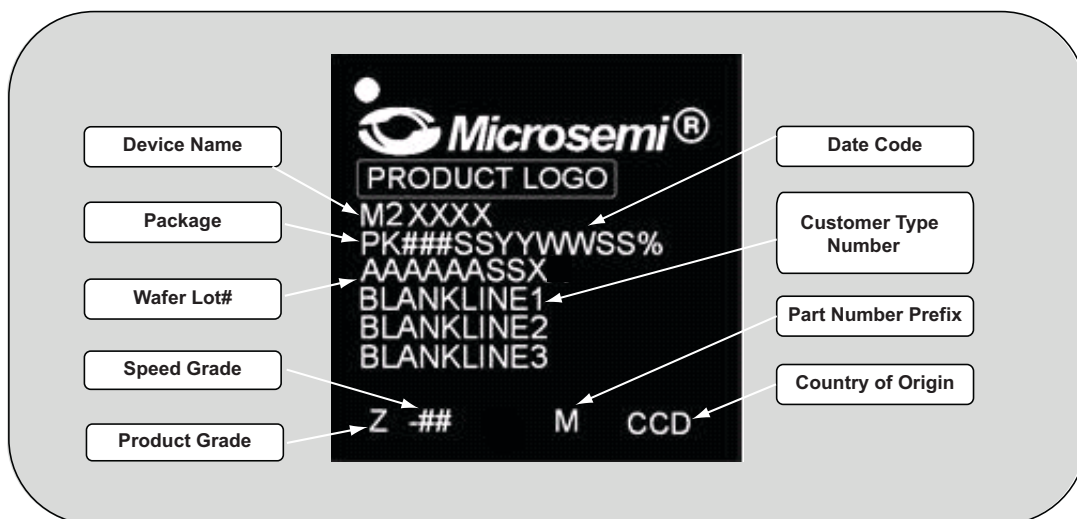 Microsemi®
PRODUCT LOGO
M2XXXX
PK###SSYYWWSS%
AAAAAASSX
BLANKLINE1
BLANKLINE2
BLANKLINE3
Z -## M CCD
Device Name
Package
Wafer Lot#
Speed Grade
Product Grade
Date Code
Customer Type
Number
Part Number Prefix
Country of Origin